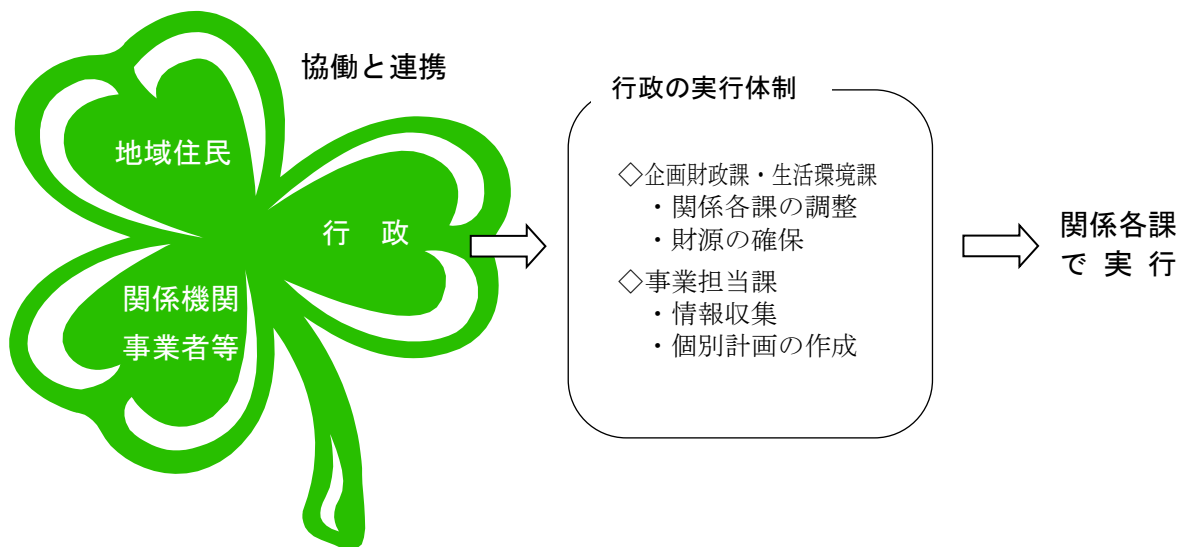 協働と連携
地域住民
行　政
関係機関
事業者等
行政の実行体制
◇企画財政課・生活環境課
・関係各課の調整
・財源の確保
◇事業担当課
・情報収集
・個別計画の作成
関係各課
で 実 行